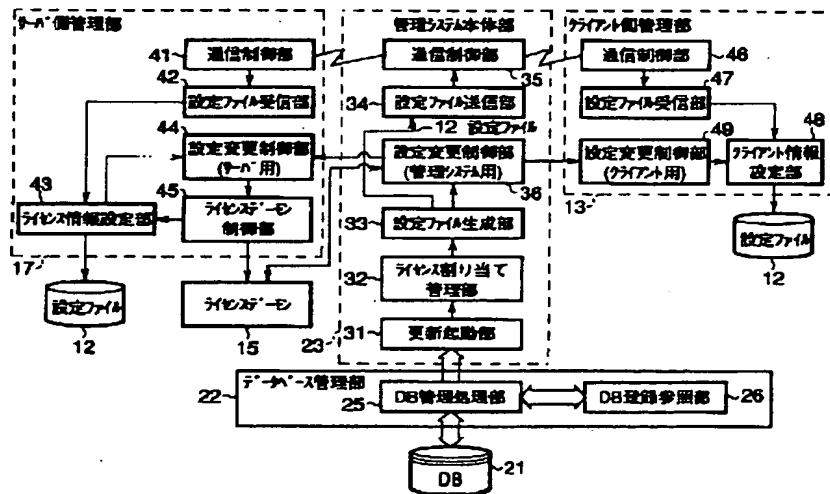 サーバ側管理部
41
通信制御部
42
設定ファイル受信部
44
設定変更制御部
(サーバ用)
43
ライセンス情報設定部
45
ライセンスデーモン
制御部
17
設定ファイル
12
ライセンスデーモン
15
管理システム本体部
通信制御部
35
34
設定ファイル送信部
12 設定ファイル
設定変更制御部
(管理システム用)
36
33
設定ファイル生成部
32
ライセンス割り当て
管理部
31
更新起動部
23
クライアント側管理部
通信制御部
46
47
設定ファイル受信部
48
49
設定変更制御部
(クライアント用)
クライアント情報
設定部
13
設定ファイル
12
データベース管理部
22
25
DB管理処理部
DB登録参照部
26
DB
21